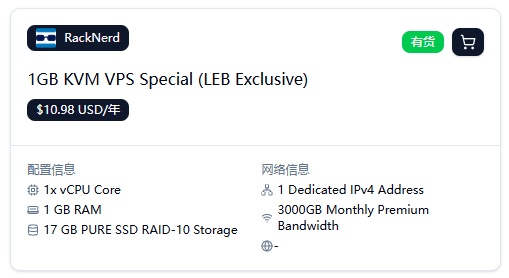 RackNerd
有货
1GB KVM VPS Special (LEB Exclusive)
$10.98 USD/年
配置信息
1x vCPU Core
1 GB RAM
17 GB PURE SSD RAID-10 Storage
网络信息
1 Dedicated IPv4 Address
3000GB Monthly Premium
Bandwidth
-